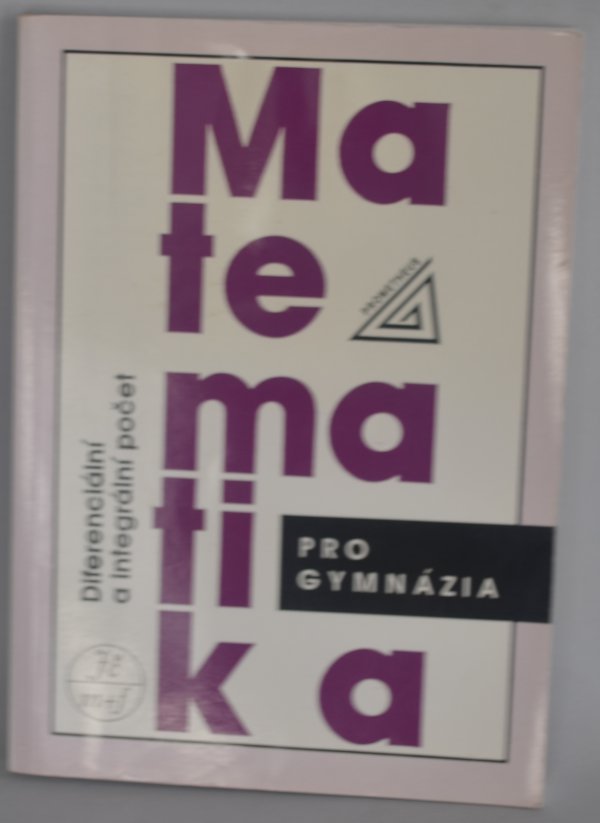 Ma
te
ma
ti
ka
PROMETHEUS
Diferenciální
a integrální počet
PRO
GYMNÁZIA